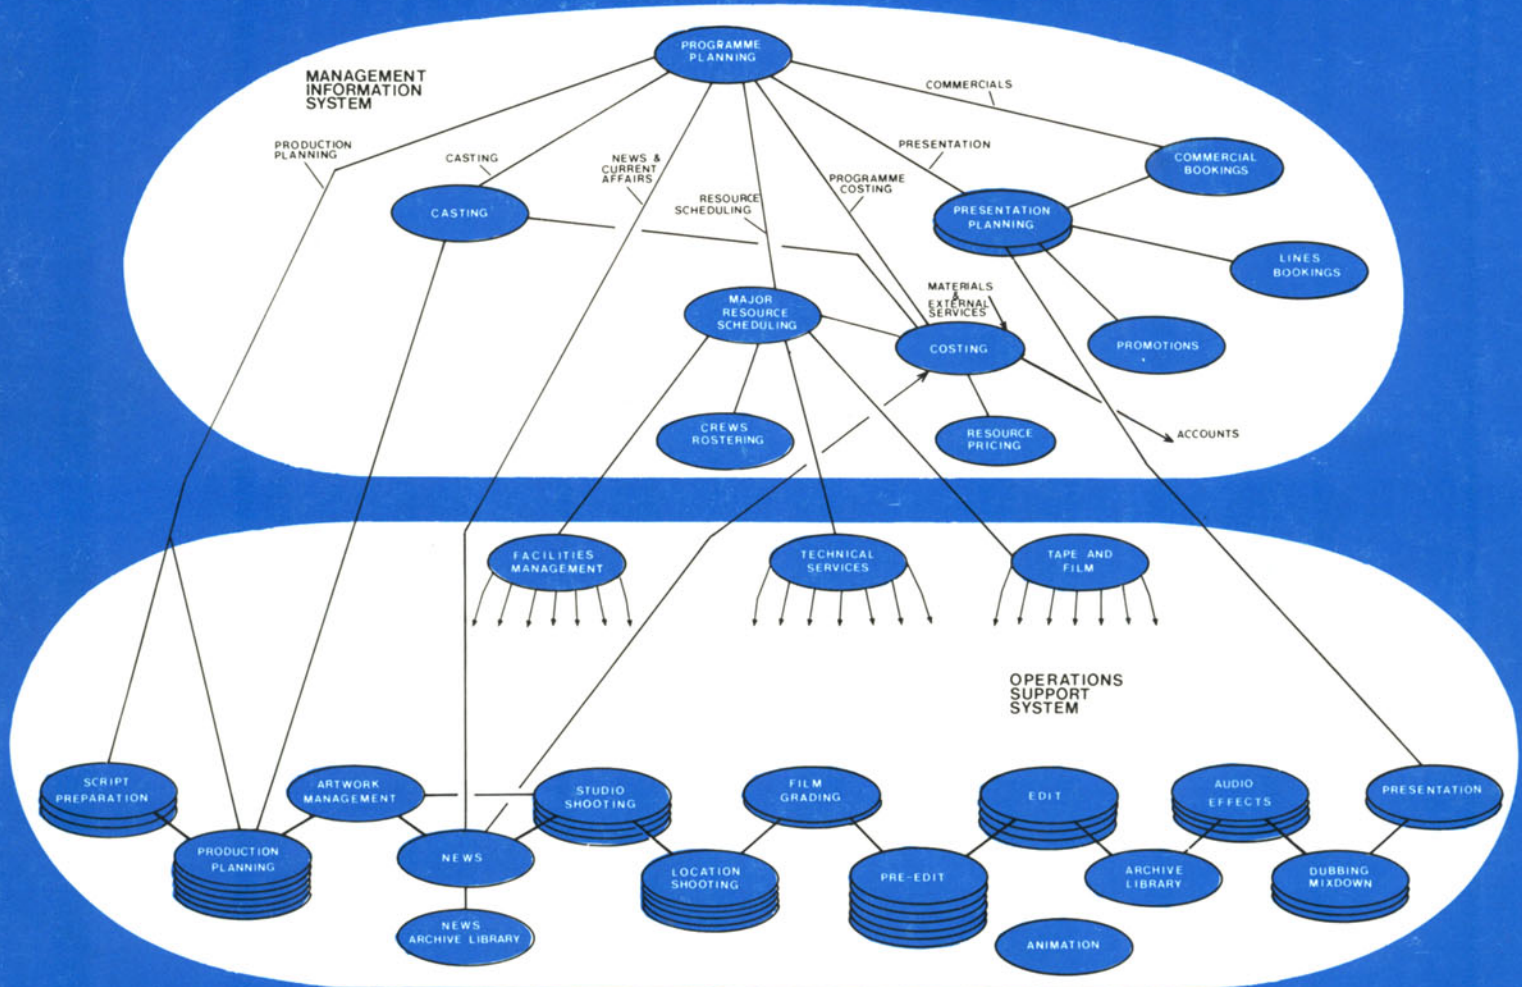 PROGRAMME
PLANNING
MANAGEMENT
INFORMATION
SYSTEM
COMMERCIALS
PRODUCTION
PLANNING
CASTING
NEWS &
CURRENT
AFFAIRS
PRESENTATION
COMMERCIAL
BOOKINGS
PROGRAMME
COSTING
RESOURCE
SCHEDULING
CASTING
PRESENTATION
PLANNING
LINES
BOOKINGS
MATERIALS
&
EXTERNAL
SERVICES
MAJOR
RESOURCE
SCHEDULING
COSTING
PROMOTIONS
CREWS
ROSTERING
RESOURCE
PRICING
ACCOUNTS
FACILITIES
MANAGEMENT
TECHNICAL
SERVICES
TAPE AND
FILM
OPERATIONS
SUPPORT
SYSTEM
SCRIPT
PREPARATION
ARTWORK
MANAGEMENT
STUDIO
SHOOTING
FILM
GRADING
EDIT
AUDIO
EFFECTS
PRESENTATION
PRODUCTION
PLANNING
NEWS
LOCATION
SHOOTING
PRE-EDIT
ARCHIVE
LIBRARY
DUBBING
MIXDOWN
NEWS
ARCHIVE LIBRARY
ANIMATION